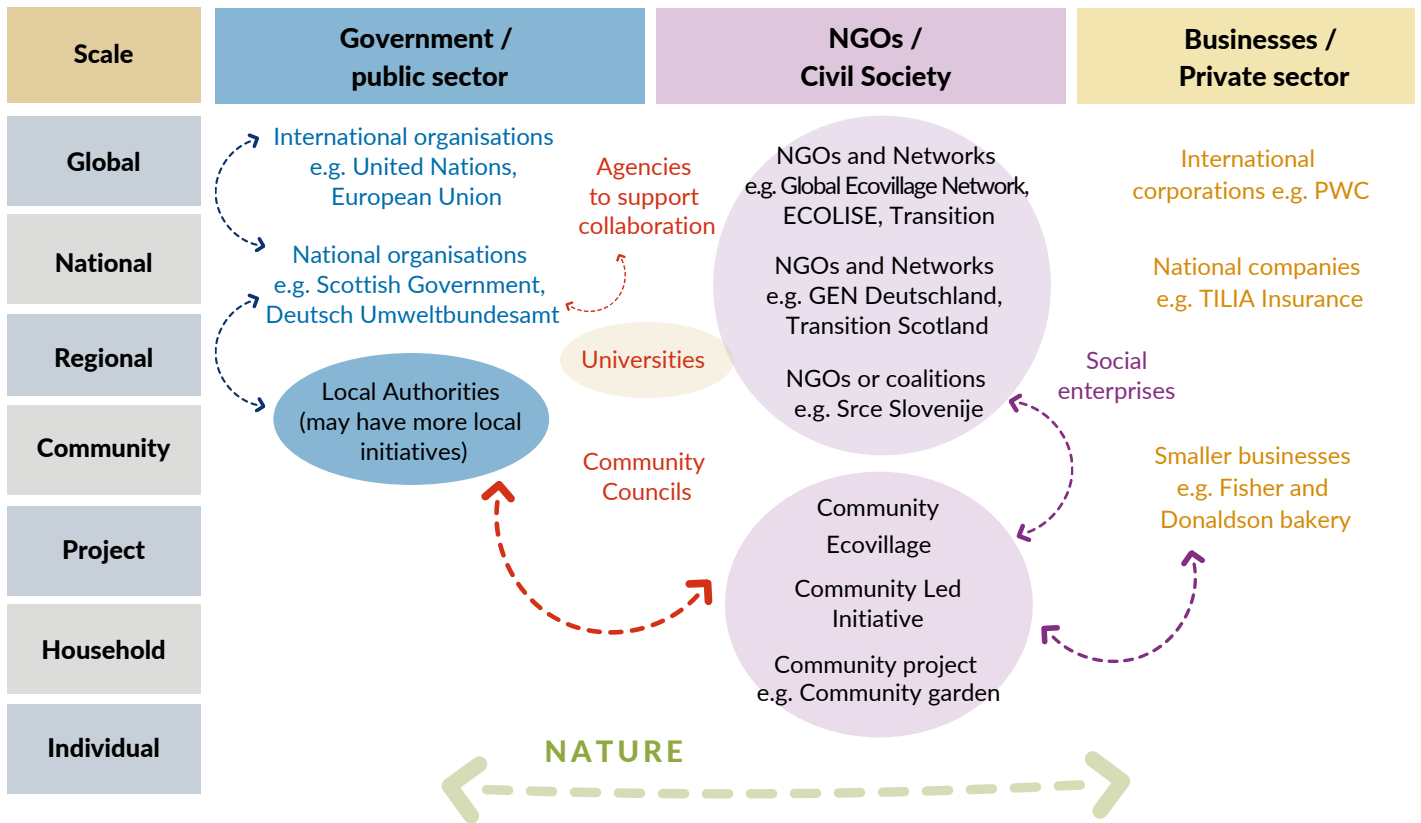 Scale
Government /
public sector
NGOs /
Civil Society
Businesses /
Private sector
Global
National
Regional
Community
Project
Household
Individual
International organisations
e.g. United Nations,
European Union
National organisations
e.g. Scottish Government,
Deutsch Umweltbundesamt
Local Authorities
(may have more local
initiatives)
Agencies
to support
collaboration
Universities
Community
Councils
NGOs and Networks
e.g. Global Ecovillage Network,
ECOLISE, Transition
NGOs and Networks
e.g. GEN Deutschland,
Transition Scotland
NGOs or coalitions
e.g. Srce Slovenije
Community
Ecovillage
Community Led
Initiative
Community project
e.g. Community garden
Social
enterprises
International
corporations e.g. PWC
National companies
e.g. TILIA Insurance
Smaller businesses
e.g. Fisher and
Donaldson bakery
NATURE